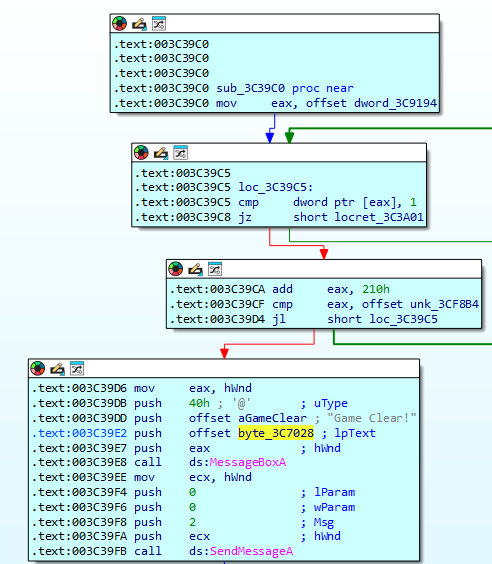 .text:003C39C0
.text:003C39C0
.text:003C39C0
.text:003C39C0 sub_3C39C0 proc near
.text:003C39C0 mov     eax, offset dword_3C9194
.text:003C39C5
.text:003C39C5 loc_3C39C5:
.text:003C39C5 cmp     dword ptr [eax], 1
.text:003C39C8 jz      short locret_3C3A01
.text:003C39CA add     eax, 210h
.text:003C39CF cmp     eax, offset unk_3CF8B4
.text:003C39D4 jl      short loc_3C39C5
.text:003C39D6 mov     eax, hWnd
.text:003C39DB push    40h ; '@'       ; uType
.text:003C39DD push    offset aGameClear ; "Game Clear!"
.text:003C39E2 push    offset byte_3C7028 ; lpText
.text:003C39E7 push    eax             ; hWnd
.text:003C39E8 call    ds:MessageBoxA
.text:003C39EE mov     ecx, hWnd
.text:003C39F4 push    0               ; lParam
.text:003C39F6 push    0               ; wParam
.text:003C39F8 push    2               ; Msg
.text:003C39FA push    ecx             ; hWnd
.text:003C39FB call    ds:SendMessageA